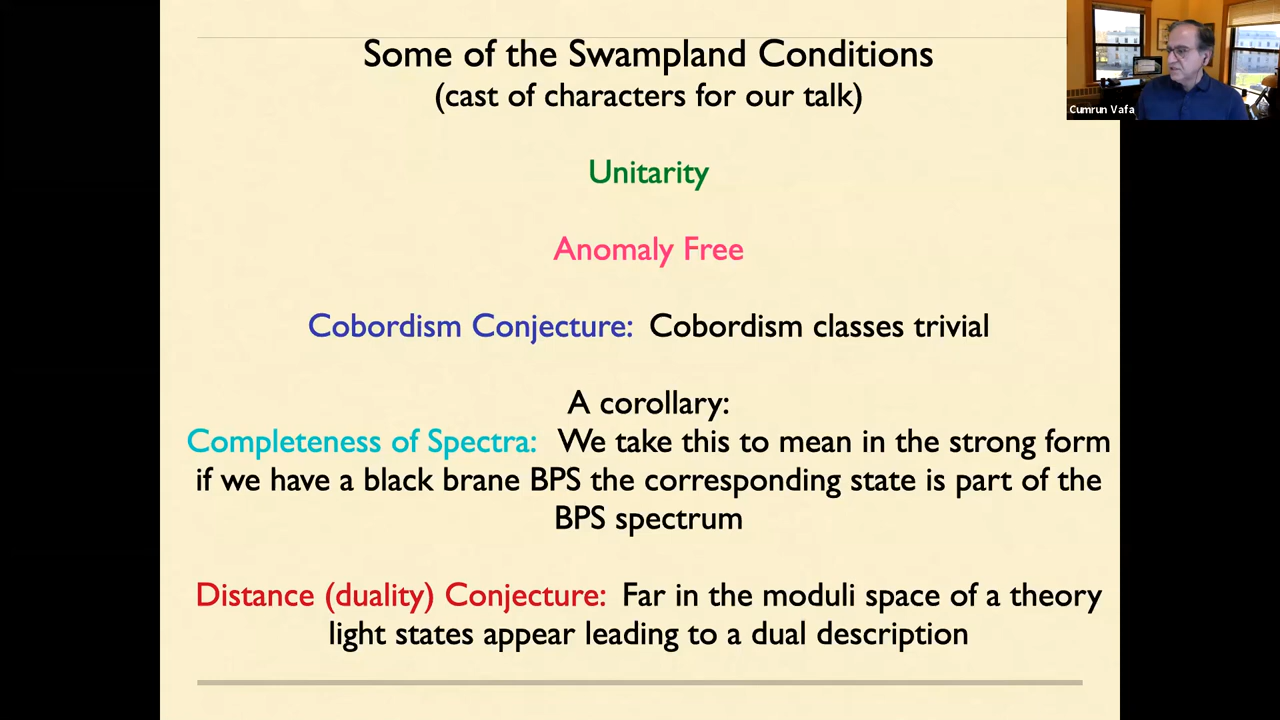 Some of the Swampland Conditions
(cast of characters for our talk)
Cumrun Vafa
Unitarity
Anomaly Free
Cobordism Conjecture: Cobordism classes trivial
A corollary:
Completeness of Spectra: We take this to mean in the strong form
if we have a black brane BPS the corresponding state is part of the
BPS spectrum
Distance (duality) Conjecture: Far in the moduli space of a theory
light states appear leading to a dual description